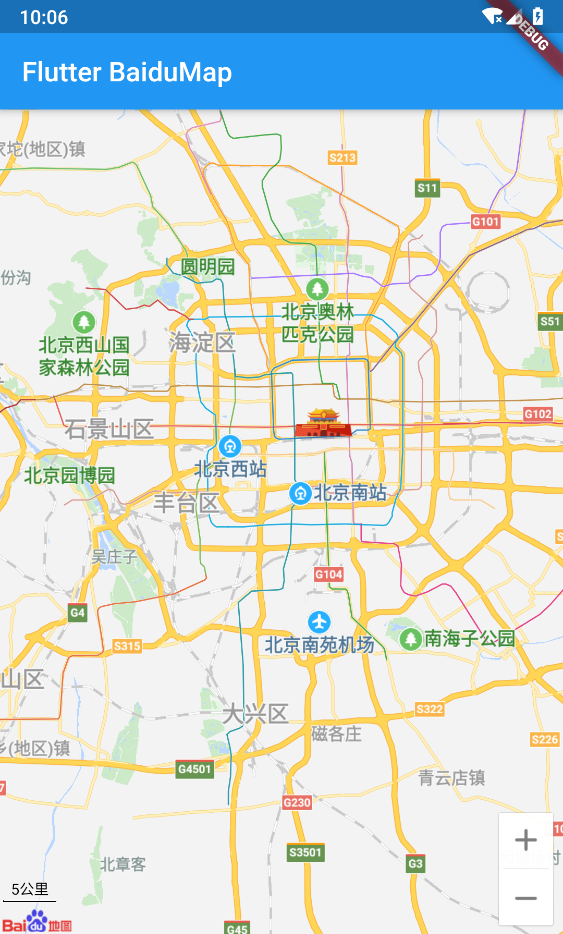 10:06
DEBUG
Flutter BaiduMap
家坨(地区)镇
S213
S11
G101
圆明园
份沟
北京奥林
匹克公园
S51
北京西山国
家森林公园
海淀区
G102
石景山区
北京西站
北京园博园
北京南站
丰台区
吴庄子
G104
G4
北京南苑机场
南海子公园
S315
山区
S322
大兴区
磁各庄
S226
乡(地区)镇
G4501
青云店镇
G230
S3501
北章客
G3
5公里
Bai du 地图
G45